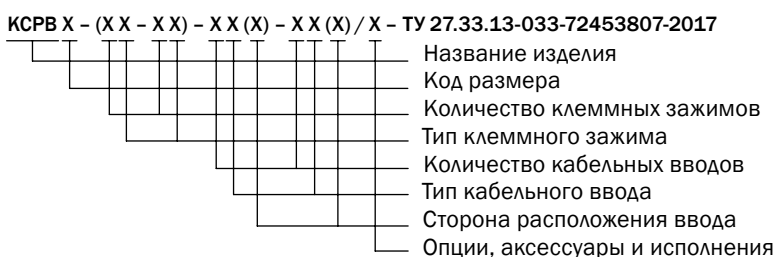 КСРВ X – (X X – X X) – X X (X) – X X (X) / X – ТУ 27.33.13-033-72453807-2017
Название изделия
Код размера
Количество клеммных зажимов
Тип клеммного зажима
Количество кабельных вводов
Тип кабельного ввода
Сторона расположения ввода
Опции, аксессуары и исполнения